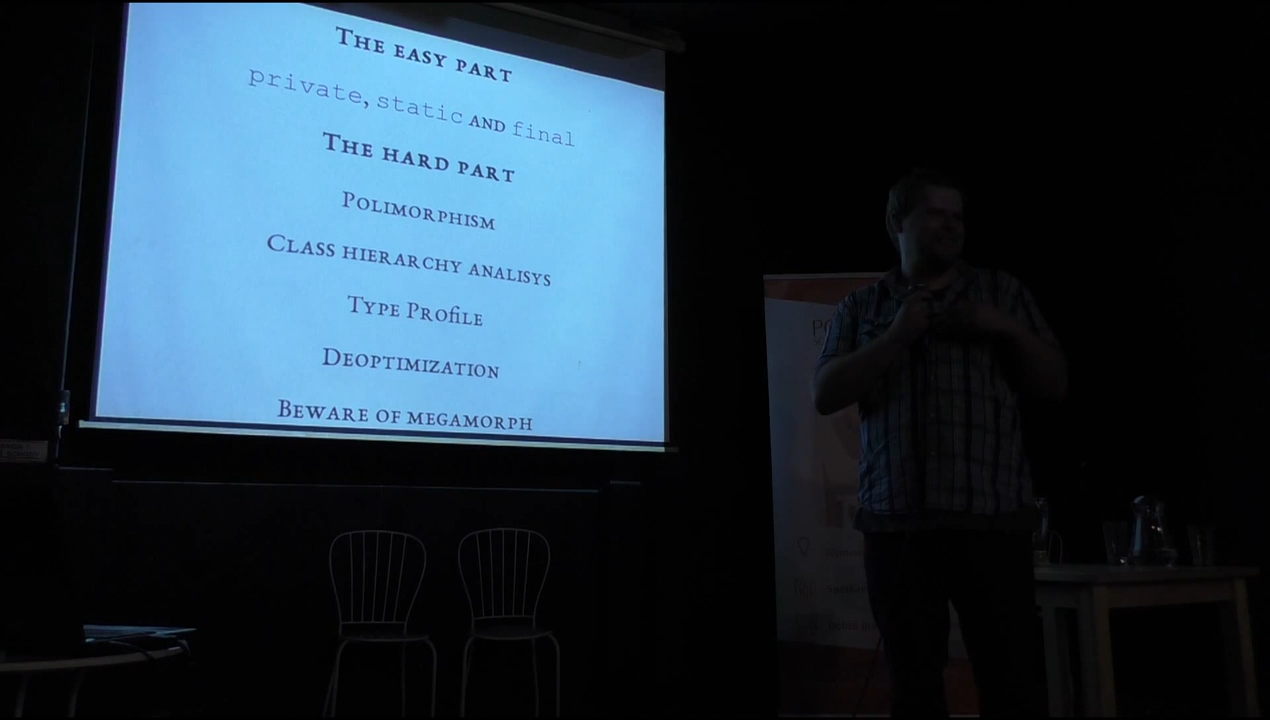 THE EASY PART
private, static AND final
THE HARD PART
POLIMORPHISM
CLASS HIERARCHY ANALISYS
TYPE PROFILE
DEOPTIMIZATION
BEWARE OF MEGAMORPH